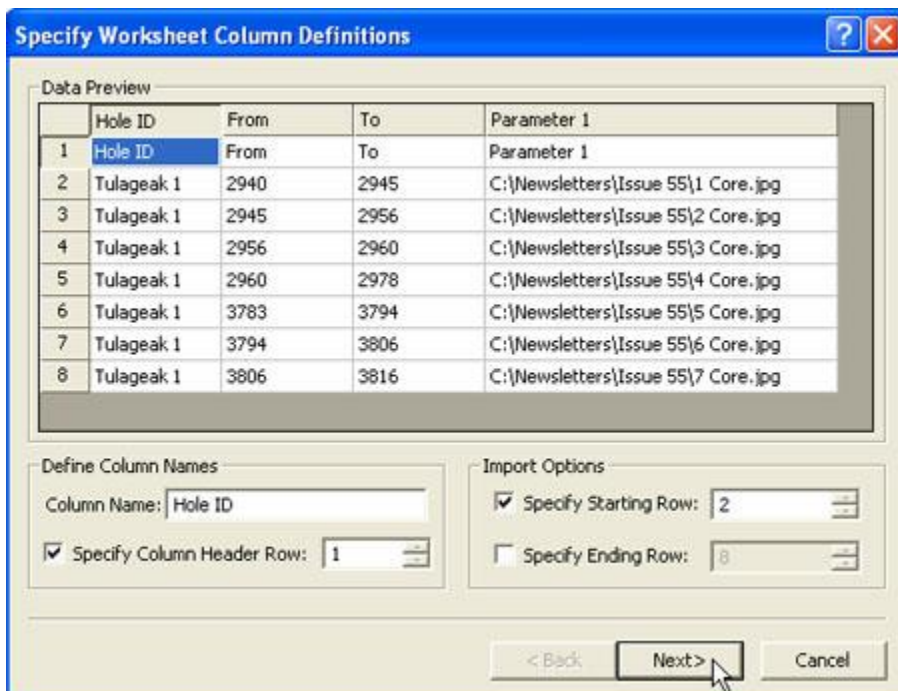 Specify Worksheet Column Definitions
Data Preview
Hole ID From To Parameter 1
1 Hole ID From To Parameter 1
2 Tulageak 1 2940 2945 C:\Newsletters\Issue 55\1 Core.jpg
3 Tulageak 1 2945 2956 C:\Newsletters\Issue 55\2 Core.jpg
4 Tulageak 1 2956 2960 C:\Newsletters\Issue 55\3 Core.jpg
5 Tulageak 1 2960 2978 C:\Newsletters\Issue 55\4 Core.jpg
6 Tulageak 1 3783 3794 C:\Newsletters\Issue 55\5 Core.jpg
7 Tulageak 1 3794 3806 C:\Newsletters\Issue 55\6 Core.jpg
8 Tulageak 1 3806 3816 C:\Newsletters\Issue 55\7 Core.jpg
Define Column Names
Column Name: Hole ID
Specify Column Header Row: 1
Import Options
Specify Starting Row: 2
Specify Ending Row: 8
< Back Next> Cancel